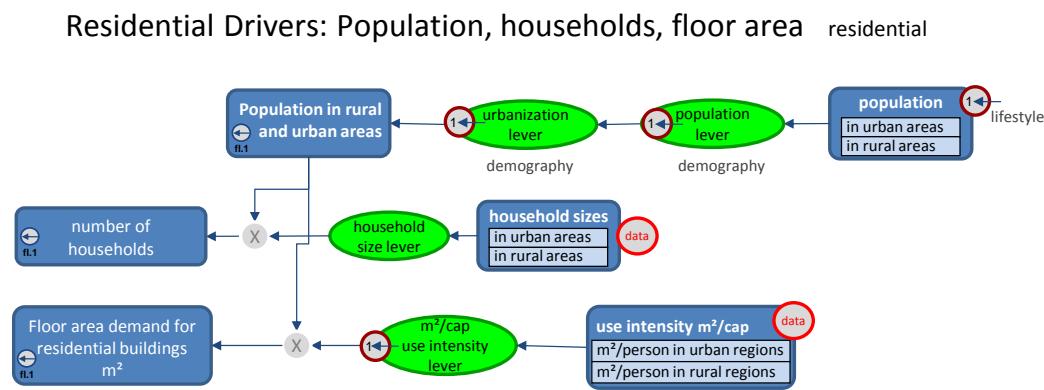 Residential Drivers: Population, households, floor area residential
Population in rural
and urban areas
fl.1
1
urbanization
lever
demography
1
population
lever
demography
population
in urban areas
in rural areas
1
lifestyle
number of
households
fl.1
X
household
size lever
household sizes
in urban areas
in rural areas
data
Floor area demand for
residential buildings
m²
fl.1
X
1
m²/cap
use intensity
lever
use intensity m²/cap
m²/person in urban regions
m²/person in rural regions
data